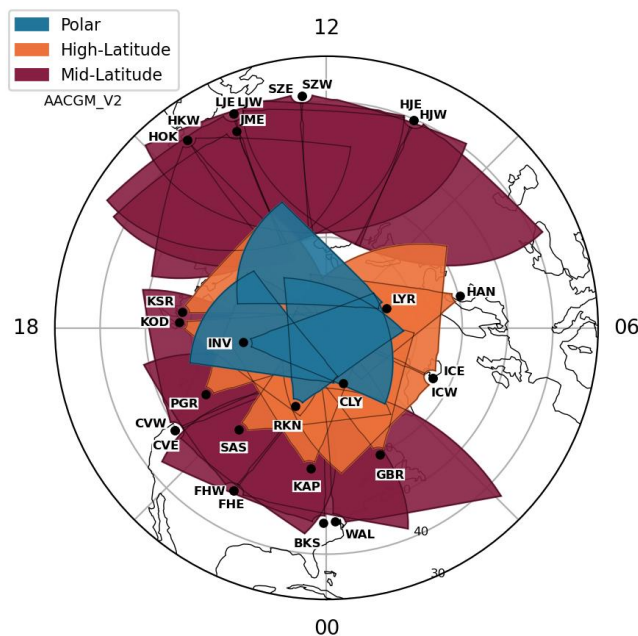 Polar
High-Latitude
Mid-Latitude
AACGM_V2
12
SZE SZW
LJE LJW
HJE
HJW
HKW
JME
HOK
HAN
LYR
KSR
KOD
18
06
INV
ICE
ICW
CLY
PGR
CVW
CVE
RKN
SAS
KAP
GBR
FHW
FHE
BKS
WAL
40
30
00